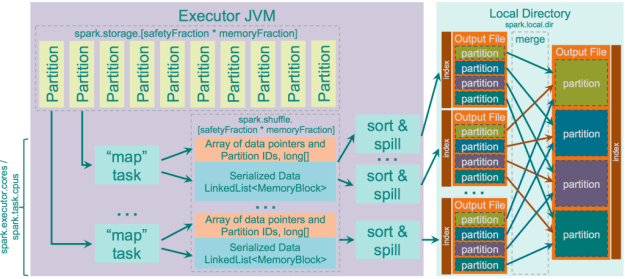 Executor JVM
spark.storage.[safetyFraction * memoryFraction]
Partition
Partition
Partition
Partition
Partition
Partition
Partition
Partition
Partition
Partition
spark.executor.cores /
spark.task.cpus
"map"
task
• • •
"map"
task
spark.shuffle.
[safetyFraction * memoryFraction]
Array of data pointers and
Partition IDs, long[]
Serialized Data
LinkedList<MemoryBlock>
• • •
Array of data pointers and
Partition IDs, long[]
Serialized Data
LinkedList<MemoryBlock>
sort &
spill
• • •
sort &
spill
sort &
spill
Local Directory
spark.local.dir
index
Output File
partition
partition
partition
partition
index
Output File
partition
partition
partition
partition
• • •
index
Output File
partition
partition
partition
partition
merge
Output File
partition
partition
partition
partition
index